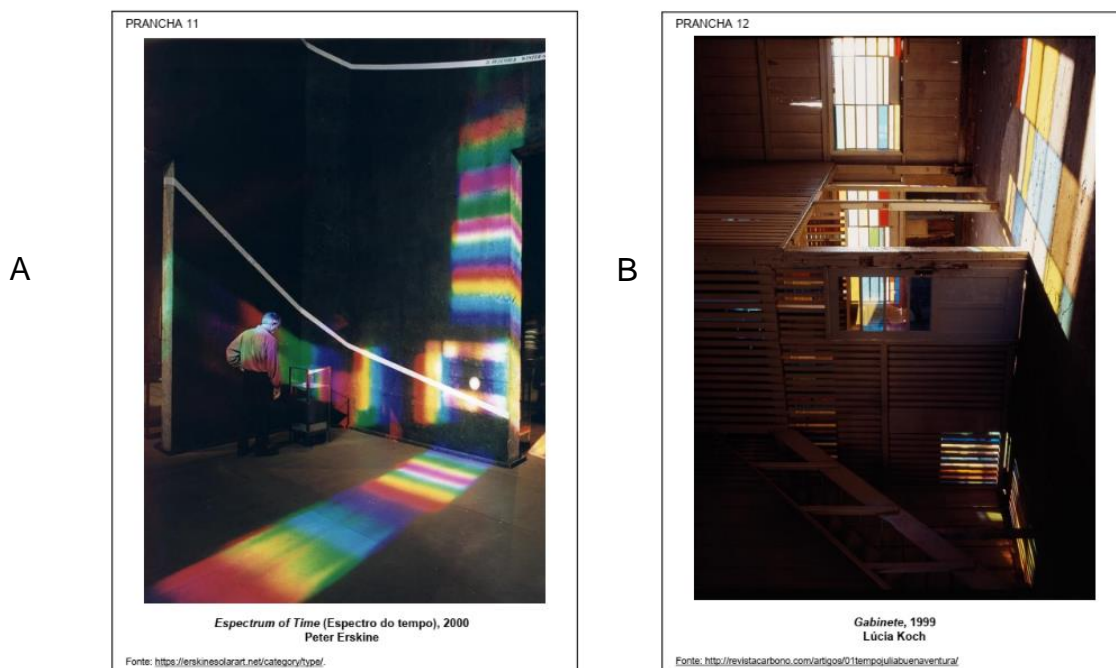 PRANCHA 11
A
Espectrum of Time (Espectro do tempo), 2000
Peter Erskine
Fonte: https://erskinesolarart.net/category/type/.
PRANCHA 12
B
Gabinete, 1999
Lúcia Koch
Fonte: http://revistacarbono.com/artigos/01tempojuliabuenaventura/